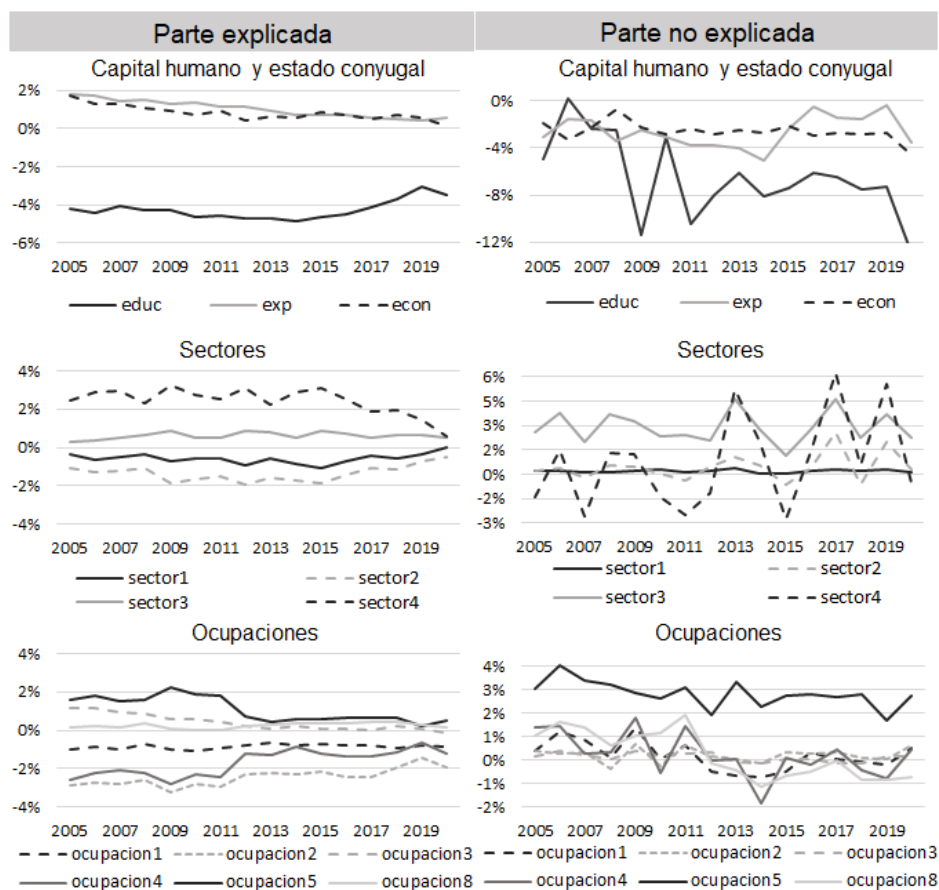 Parte explicada
Parte no explicada
Capital humano y estado conyugal
2%
0%
-2%
-4%
-6%
2005 2007 2009 2011 2013 2015 2017 2019
educ exp econ
Capital humano y estado conyugal
0%
-4%
-8%
-12%
2005 2007 2009 2011 2013 2015 2017 2019
educ exp econ
Sectores
4%
2%
0%
-2%
-4%
2005 2007 2009 2011 2013 2015 2017 2019
sector1 sector2
sector3 sector4
Sectores
6%
5%
3%
2%
0%
-2%
-3%
2005 2007 2009 2011 2013 2015 2017 2019
sector1 sector2
sector3 sector4
Ocupaciones
4%
2%
0%
-2%
-4%
2005 2007 2009 2011 2013 2015 2017 2019
ocupacion1 ocupacion2 ocupacion3
ocupacion4 ocupacion5 ocupacion8
Ocupaciones
4%
3%
2%
1%
0%
-1%
-2%
2005 2007 2009 2011 2013 2015 2017 2019
ocupacion1 ocupacion2 ocupacion3
ocupacion4 ocupacion5 ocupacion8